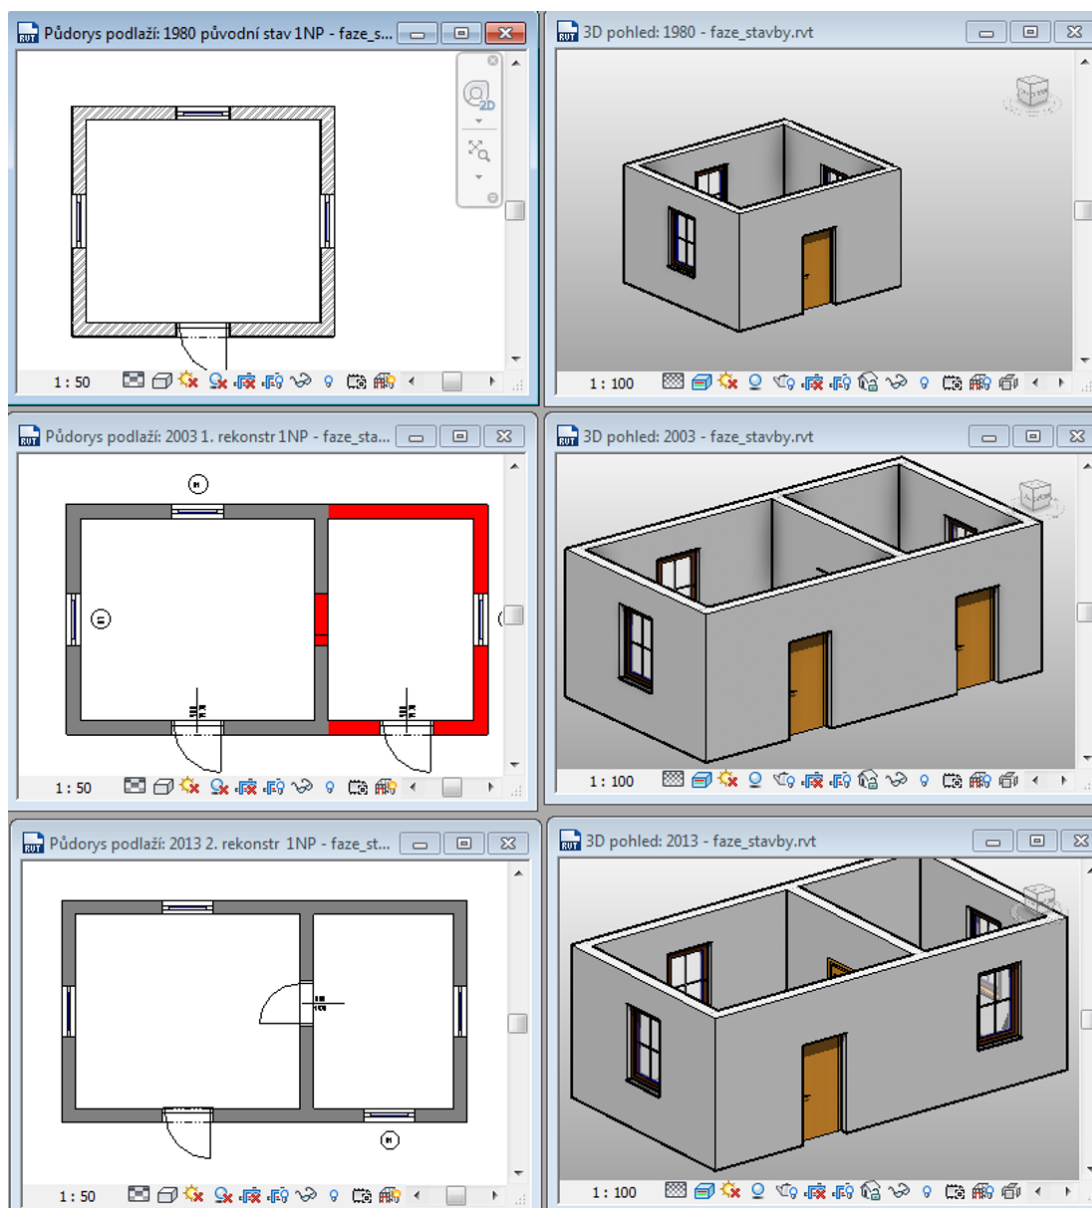 Půdorys podlaží: 1980 původní stav 1NP - faze_s...
3D pohled: 1980 - faze_stavby.rvt
2D
1 : 50
1 : 100
Půdorys podlaží: 2003 1. rekonstr 1NP - faze_sta...
3D pohled: 2003 - faze_stavby.rvt
1 : 50
1 : 100
Půdorys podlaží: 2013 2. rekonstr 1NP - faze_st...
3D pohled: 2013 - faze_stavby.rvt
1 : 50
1 : 100